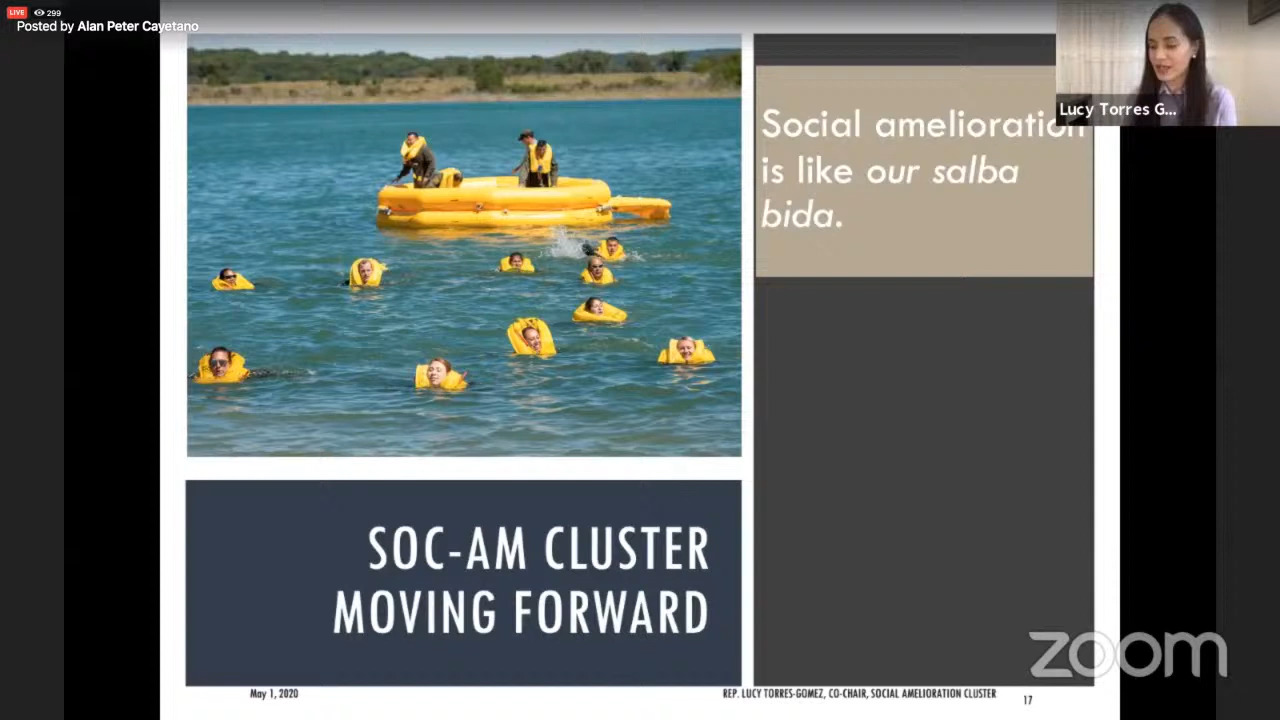 LIVE 299
Posted by Alan Peter Cayetano
Lucy Torres G...
Social amelioration
is like our salba
bida.
SOC-AM CLUSTER
MOVING FORWARD
zoom
May 1, 2020
REP. LUCY TORRES-GOMEZ, CO-CHAIR, SOCIAL AMELIORATION CLUSTER
17